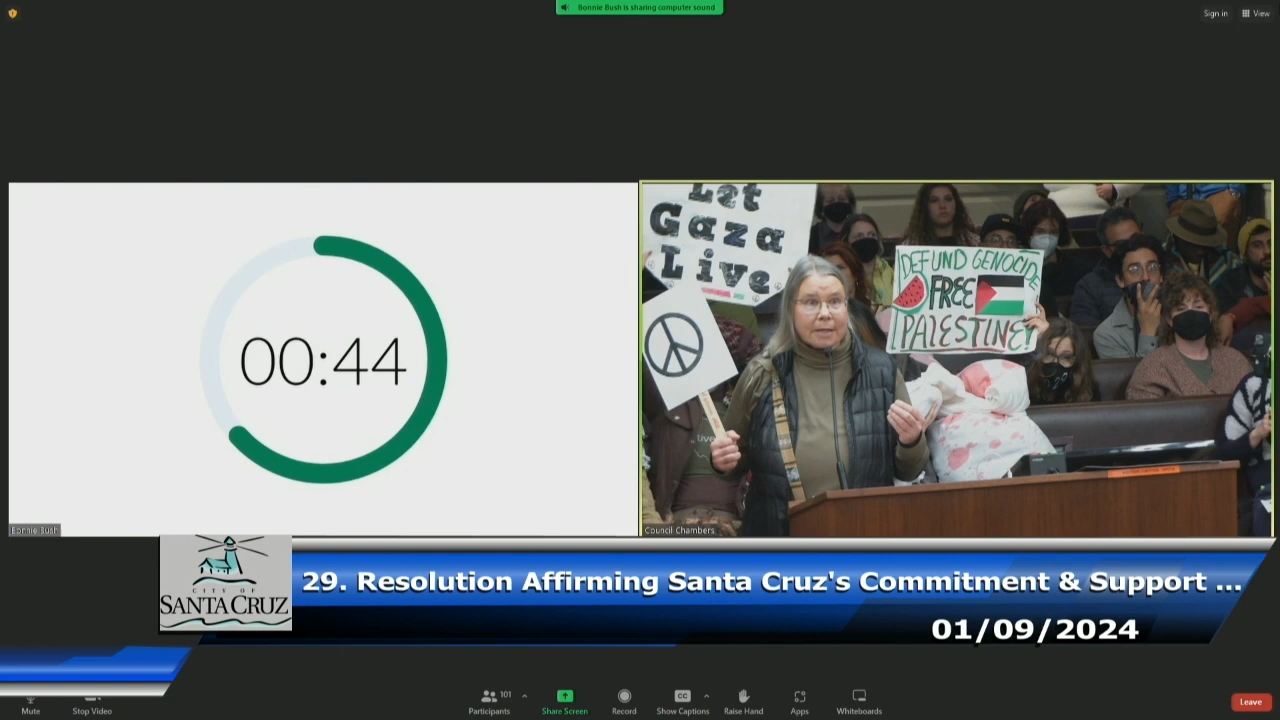 Bonnie Bush is sharing computer sound
Sign in
View
00:44
Let
Gaza
Live
DEFUND GENOCIDE
FREE
PALESTINE!
live
Bonnie Bush
Council Chambers
CITY OF
SANTA CRUZ
29. Resolution Affirming Santa Cruz's Commitment & Support ...
01/09/2024
Mute
Stop Video
Participants
101
Share Screen
Record
CC
Show Captions
Raise Hand
Apps
Whiteboards
Leave